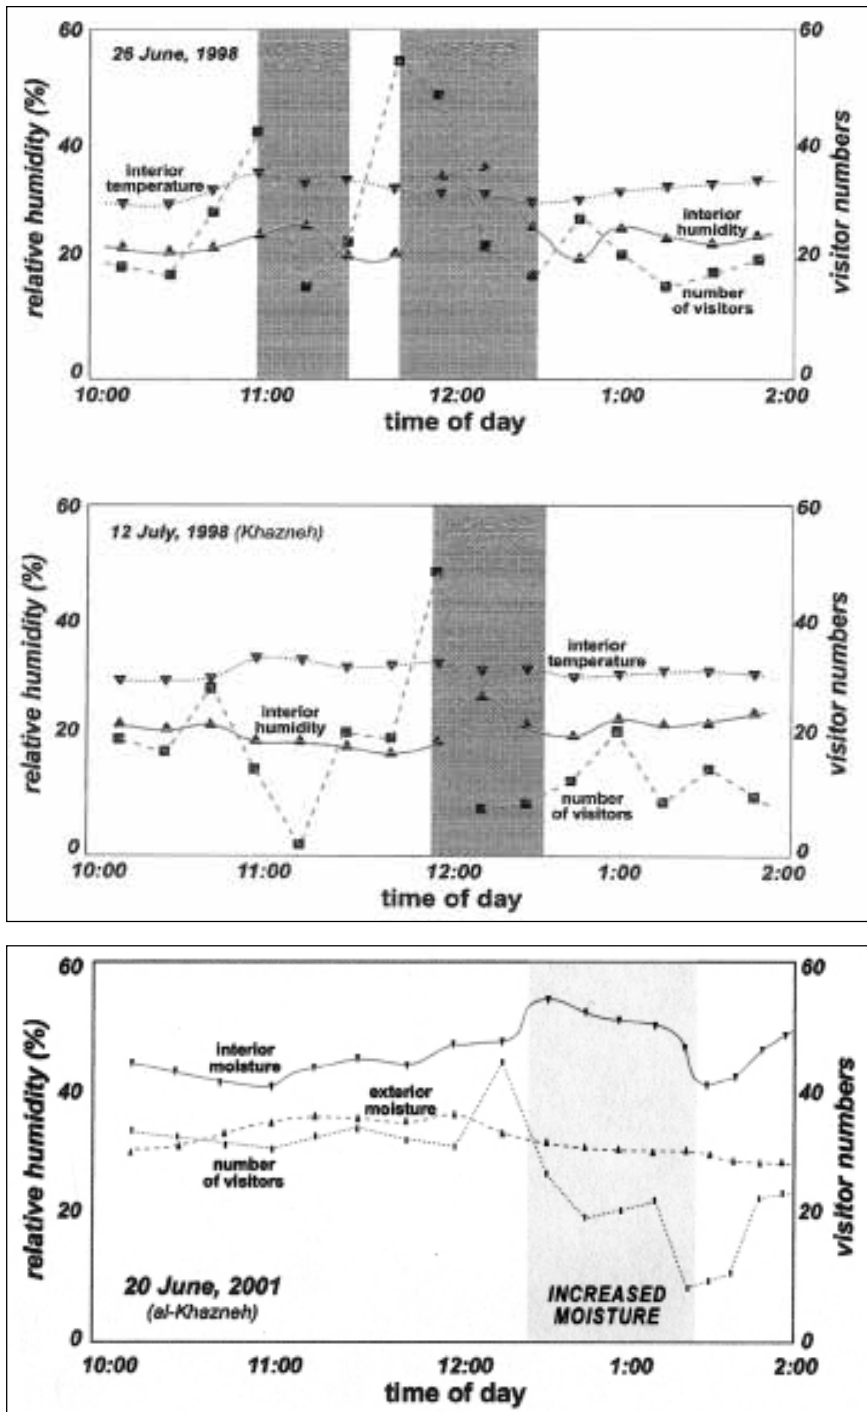 60
60
26 June, 1998
relative humidity (%)
visitor numbers
40
40
interior
temperature
interior
humidity
20
20
number
of visitors
0
0
10:00
11:00
12:00
1:00
2:00
time of day
60
60
12 July, 1998 (Khazneh)
relative humidity (%)
visitor numbers
40
40
interior
temperature
interior
humidity
20
20
number
of visitors
0
0
10:00
11:00
12:00
1:00
2:00
time of day
60
60
interior
moisture
relative humidity (%)
visitor numbers
40
40
exterior
moisture
number
of visitors
20
20
20 June, 2001
(al-Khazneh)
INCREASED
MOISTURE
0
0
10:00
11:00
12:00
1:00
2:00
time of day